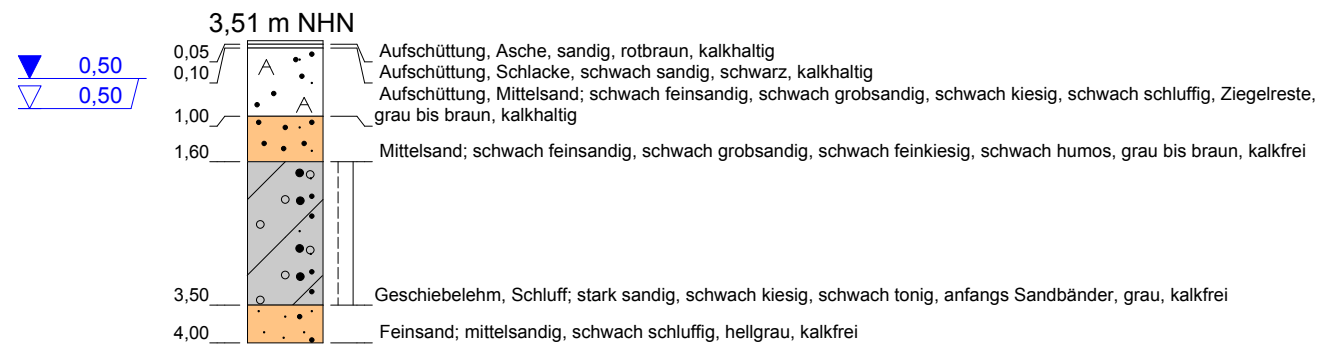 3,51 m NHN
0,05 Aufschüttung, Asche, sandig, rotbraun, kalkhaltig
0,50
0,10 Aufschüttung, Schlacke, schwach sandig, schwarz, kalkhaltig
0,50
Aufschüttung, Mittelsand; schwach feinsandig, schwach grobsandig, schwach kiesig, schwach schluffig, Ziegelreste,
1,00 grau bis braun, kalkhaltig
A
A
1,60 Mittelsand; schwach feinsandig, schwach grobsandig, schwach feinkiesig, schwach humos, grau bis braun, kalkfrei
3,50 Geschiebelehm, Schluff; stark sandig, schwach kiesig, schwach tonig, anfangs Sandbänder, grau, kalkfrei
4,00 Feinsand; mittelsandig, schwach schluffig, hellgrau, kalkfrei